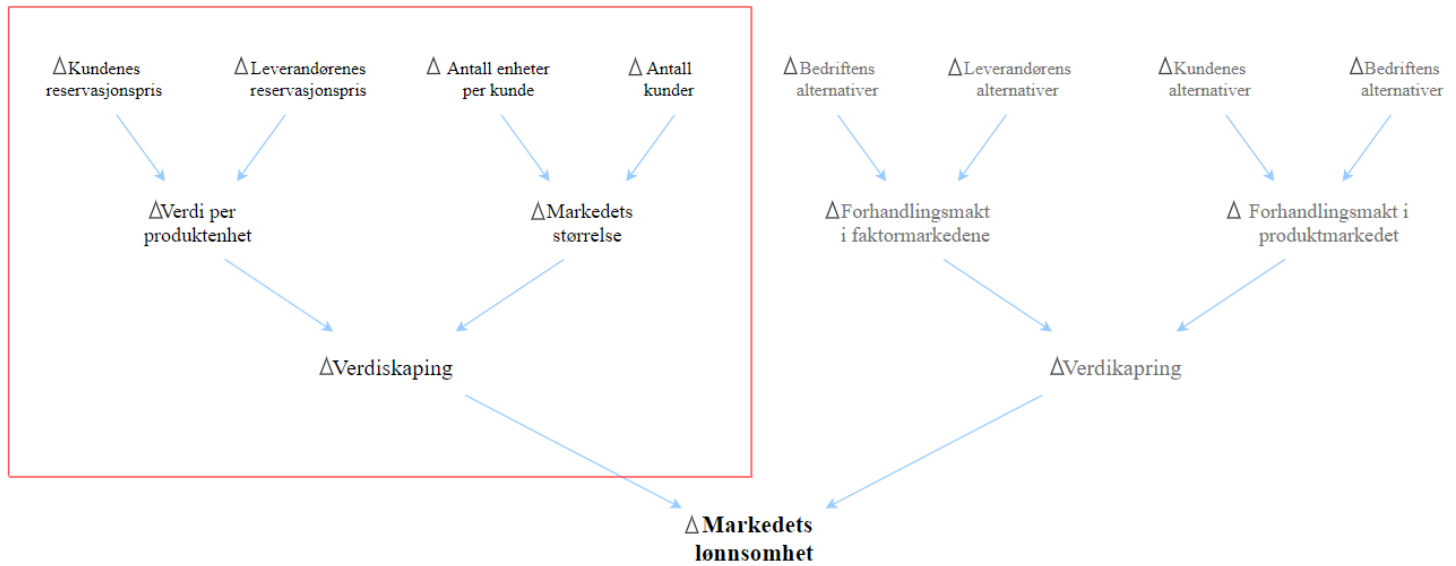 △Kundenes
reservasjonspris
△Leverandørenes
reservasjonspris
△ Antall enheter
per kunde
△ Antall
kunder
△Bedriftens
alternativer
△Leverandørens
alternativer
△Kundenes
alternativer
△Bedriftens
alternativer
△Verdi per
produktenhet
△Markedets
størrelse
△Forhandlingsmakt
i faktormarkedene
△ Forhandlingsmakt i
produktmarkedet
△Verdiskaping
△Verdikapring
△Markedets
lønnsomhet